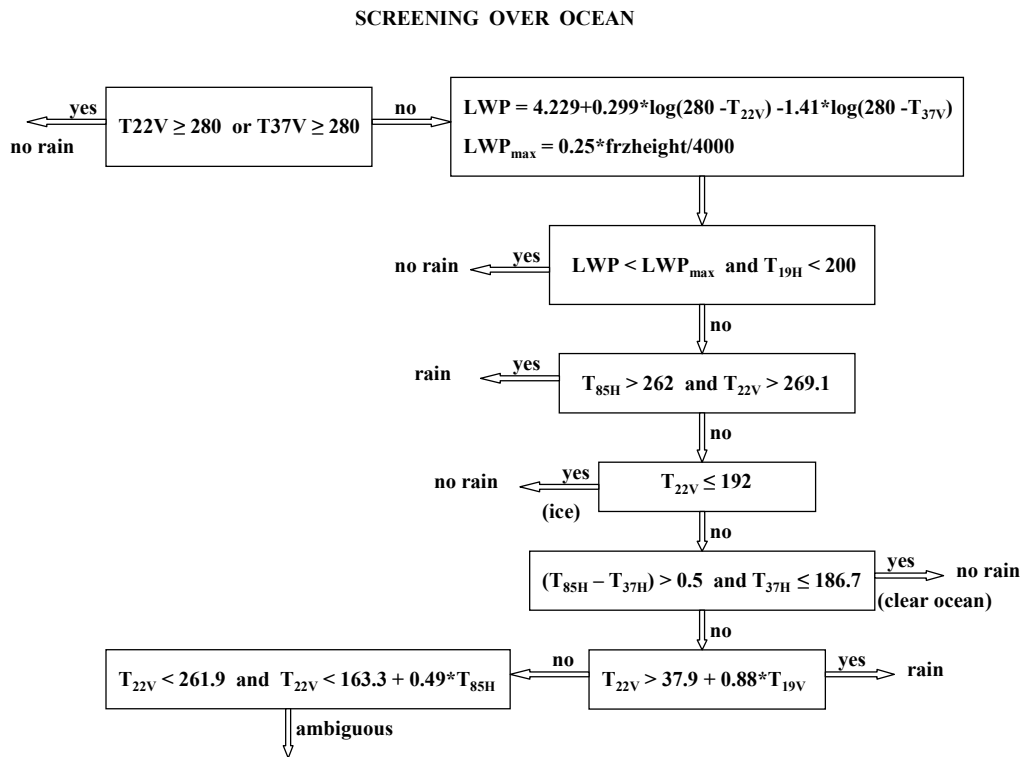 SCREENING OVER OCEAN
yes
no rain
T22V ≥ 280 or T37V ≥ 280
no
LWP = 4.229+0.299*log(280 -T22V) -1.41*log(280 -T37V)
LWPmax = 0.25*frzheight/4000
no rain
yes
LWP < LWPmax and T19H < 200
no
rain
yes
T85H > 262 and T22V > 269.1
no
no rain
yes
(ice)
T22V ≤ 192
no
(T85H – T37H) > 0.5 and T37H ≤ 186.7
yes
no rain
(clear ocean)
no
T22V < 261.9 and T22V < 163.3 + 0.49*T85H
no
T22V > 37.9 + 0.88*T19V
yes
rain
ambiguous